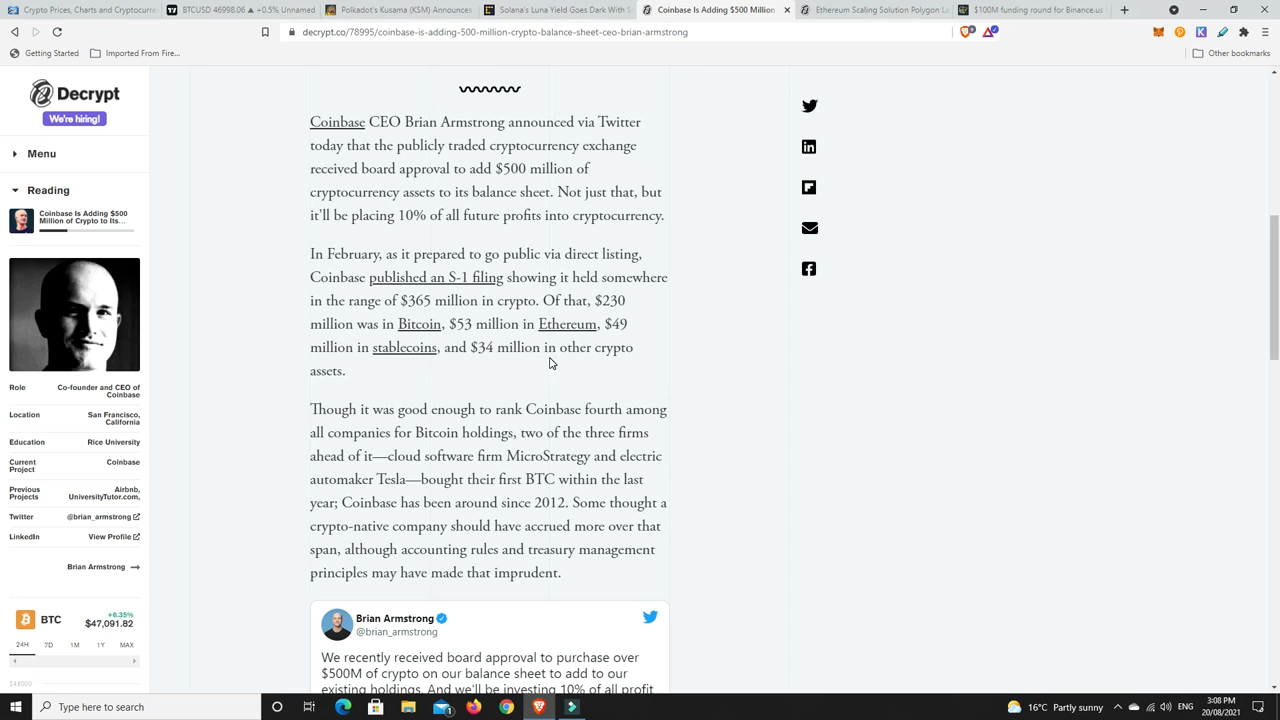 Crypto Prices, Charts and Cryptocurr
BTCUSD 46998.06 ▲ +0.5% Unnamed
Polkadot's Kusama (KSM) Announces
Solana's Luna Yield Goes Dark With S
Coinbase Is Adding $500 Million
Ethereum Scaling Solution Polygon La
$100M funding round for Binance.us
decrypt.co/78995/coinbase-is-adding-500-million-crypto-balance-sheet-ceo-brian-armstrong
Getting Started
Imported From Fire...
Other bookmarks
Decrypt
We're hiring!
Menu
Reading
Coinbase Is Adding $500
Million of Crypto to Its...
Role
Co-founder and CEO of
Coinbase
Location
San Francisco,
California
Education
Rice University
Current
Project
Coinbase
Previous
Projects
Airbnb,
UniversityTutor.com,
Twitter
@brian_armstrong
LinkedIn
View Profile
Brian Armstrong
BTC
+6.35%
$47,091.82
24H 7D 1M 1Y MAX
$48000
Coinbase CEO Brian Armstrong announced via Twitter
today that the publicly traded cryptocurrency exchange
received board approval to add $500 million of
cryptocurrency assets to its balance sheet. Not just that, but
it'll be placing 10% of all future profits into cryptocurrency.
In February, as it prepared to go public via direct listing,
Coinbase published an S-1 filing showing it held somewhere
in the range of $365 million in crypto. Of that, $230
million was in Bitcoin, $53 million in Ethereum, $49
million in stablecoins, and $34 million in other crypto
assets.
Though it was good enough to rank Coinbase fourth among
all companies for Bitcoin holdings, two of the three firms
ahead of it—cloud software firm MicroStrategy and electric
automaker Tesla—bought their first BTC within the last
year; Coinbase has been around since 2012. Some thought a
crypto-native company should have accrued more over that
span, although accounting rules and treasury management
principles may have made that imprudent.
Brian Armstrong
@brian_armstrong
We recently received board approval to purchase over
$500M of crypto on our balance sheet to add to our
existing holdings. And we'll be investing 10% of all profit
Type here to search
16°C Partly sunny
ENG
3:08 PM
20/08/2021